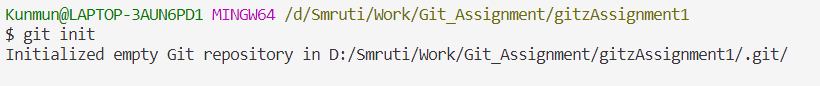 Kunmun@LAPTOP-3AUN6PD1 MINGW64 /d/Smruti/Work/Git_Assignment/gitzAssignment1
$ git init
Initialized empty Git repository in D:/Smruti/Work/Git_Assignment/gitzAssignment1/.git/